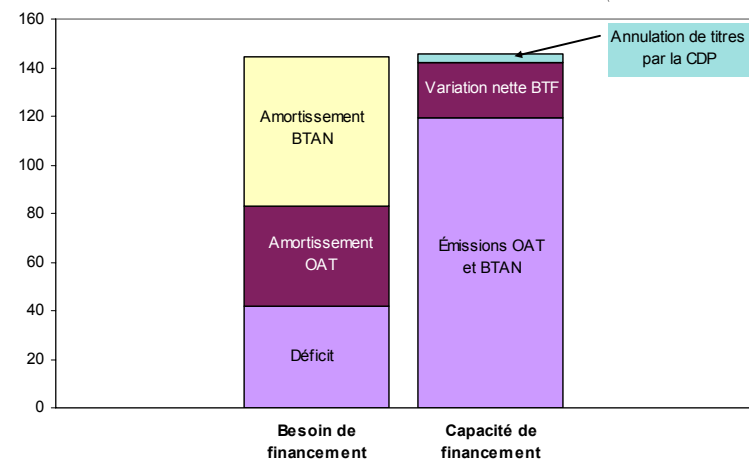 160
140
120
100
80
60
40
20
0
Amortissement
BTAN
Amortissement
OAT
Déficit
Variation nette BTF
Émissions OAT
et BTAN
Annulation de titres
par la CDP
Besoin de
financement
Capacité de
financement